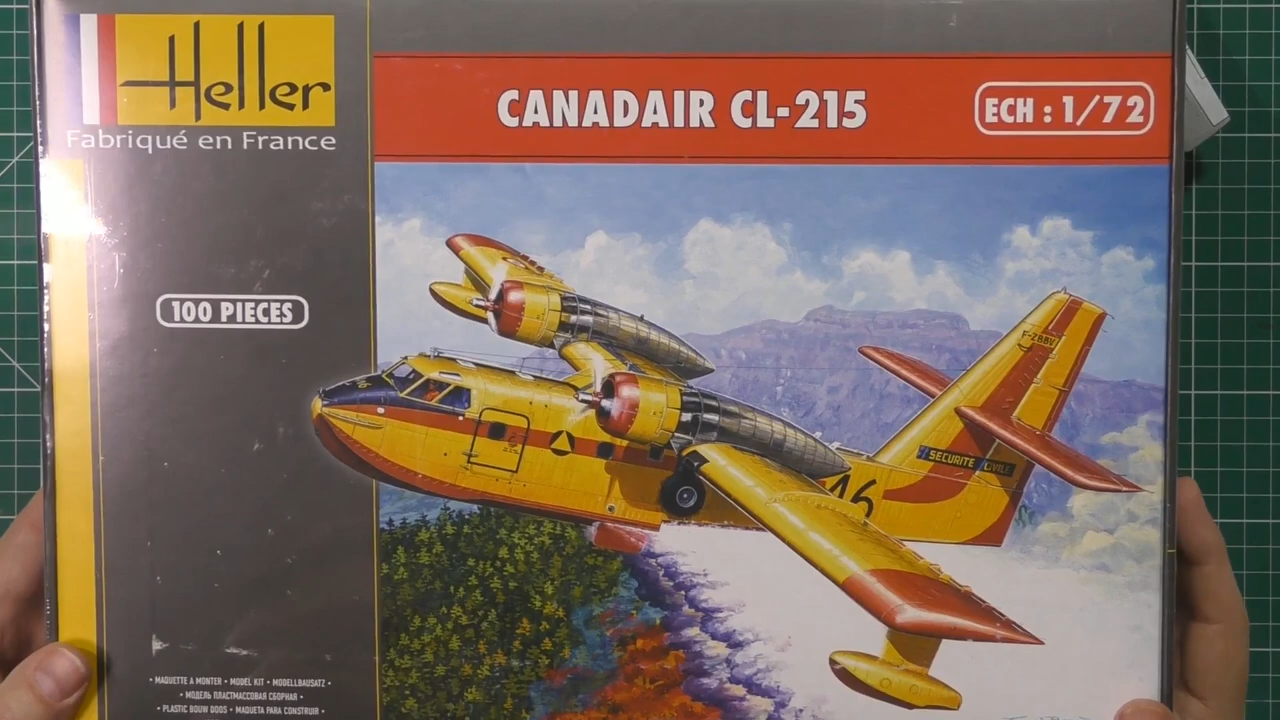 Heller
Fabriqué en France
CANADAIR CL-215
ECH : 1/72
100 PIECES
F-ZBBV
SECURITE CIVILE
46
• MAQUETTE A MONTER • MODEL KIT • MODELLBAUSATZ •
• МОДЕЛЬ ПЛАСТМАССОВАЯ СБОРНАЯ •
• PLASTIC BOUW DOOS • MAQUETA PARA CONSTRUIR •